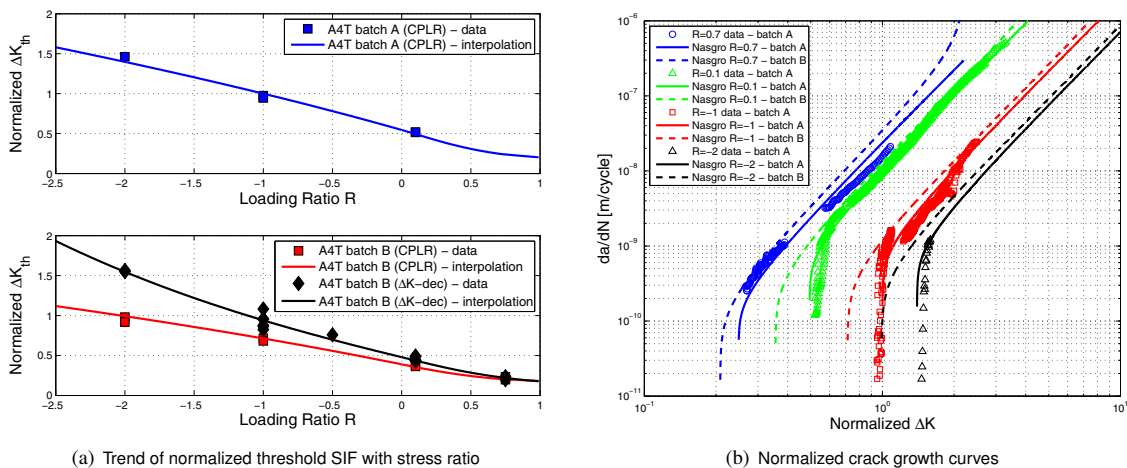 Normalized ΔKth
2
1.5
1
0.5
0
−2.5 −2 −1.5 −1 −0.5 0 0.5 1
Loading Ratio R
A4T batch A (CPLR) – data
A4T batch A (CPLR) – interpolation
Normalized ΔKth
2
1.5
1
0.5
0
−2.5 −2 −1.5 −1 −0.5 0 0.5 1
Loading Ratio R
A4T batch B (CPLR) – data
A4T batch B (CPLR) – interpolation
A4T batch B (ΔK–dec) – data
A4T batch B (ΔK–dec) – interpolation
(a) Trend of normalized threshold SIF with stress ratio
da/dN [m/cycle]
10−6
10−7
10−8
10−9
10−10
10−11
10−1 100 101
Normalized ΔK
R=0.7 data – batch A
Nasgro R=0.7 – batch A
Nasgro R=0.7 – batch B
R=0.1 data – batch A
Nasgro R=0.1 – batch A
Nasgro R=0.1 – batch B
R=−1 data – batch A
Nasgro R=−1 – batch A
Nasgro R=−1 – batch B
R=−2 data – batch A
Nasgro R=−2 – batch A
Nasgro R=−2 – batch B
(b) Normalized crack growth curves